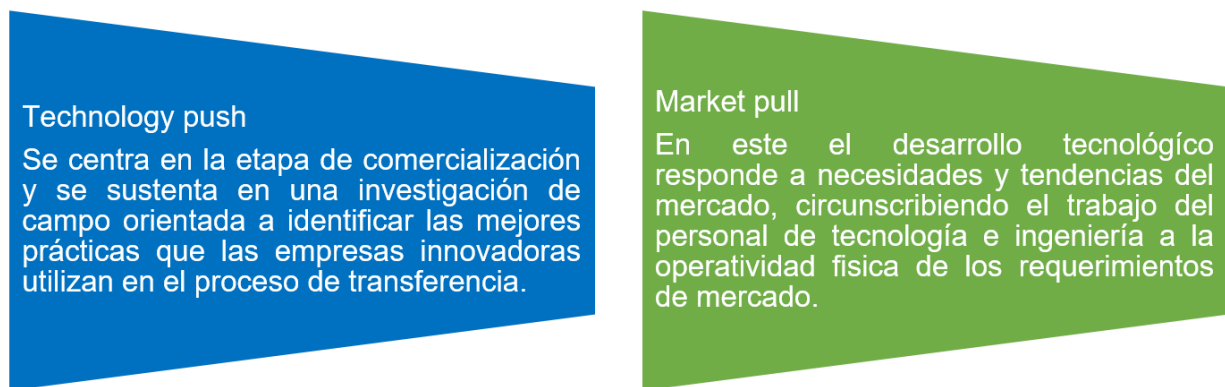 Technology push
Se centra en la etapa de comercialización
y se sustenta en una investigación de
campo orientada a identificar las mejores
prácticas que las empresas innovadoras
utilizan en el proceso de transferencia.
Market pull
En este el desarrollo tecnológíco
responde a necesidades y tendencias del
mercado, circunscribiendo el trabajo del
personal de tecnología e ingeniería a la
operatividad fisica de los requerimientos
de mercado.